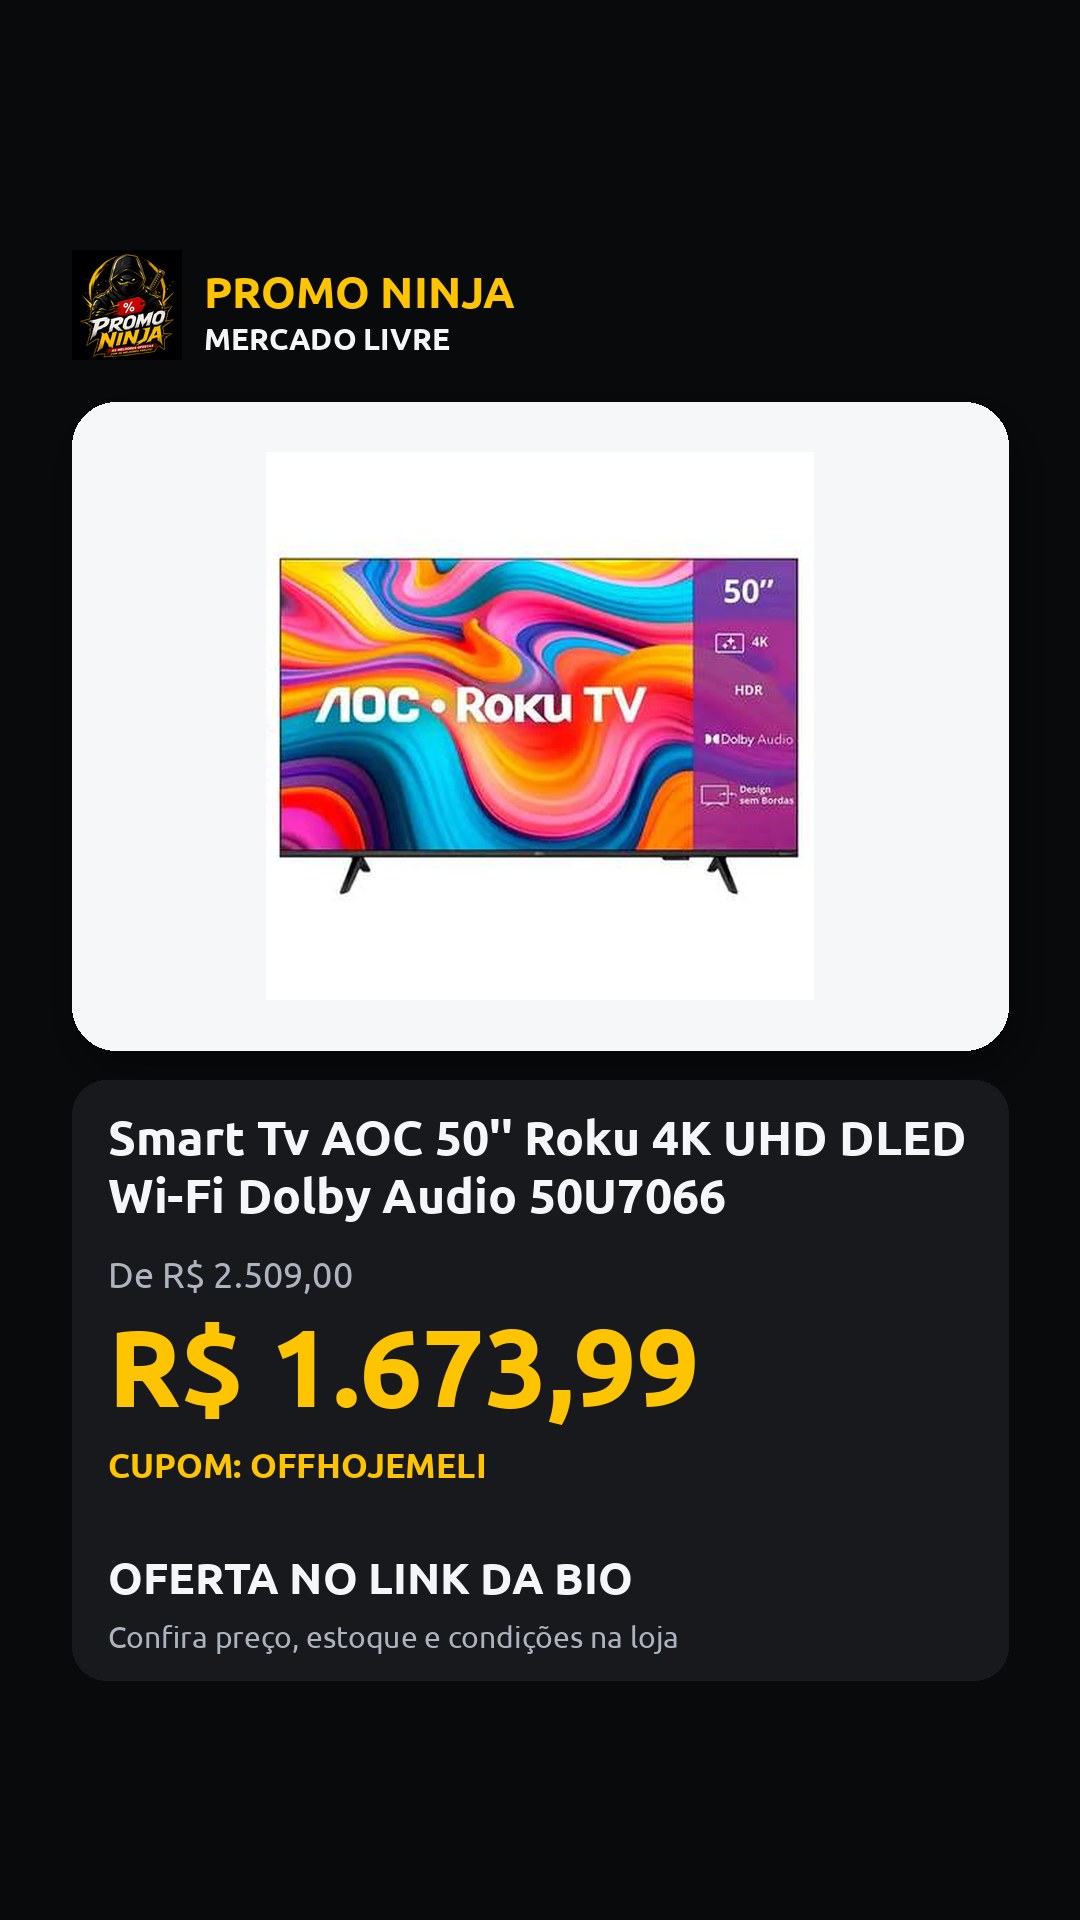 PROMO NINJA
MERCADO LIVRE
%
PROMO
NINJA
50”
4K
HDR
AOC • Roku TV
Dolby Audio
Design
sem Bordas
Smart Tv AOC 50'' Roku 4K UHD DLED
Wi-Fi Dolby Audio 50U7066
De R$ 2.509,00
R$ 1.673,99
CUPOM: OFFHOJEMELI
OFERTA NO LINK DA BIO
Confira preço, estoque e condições na loja